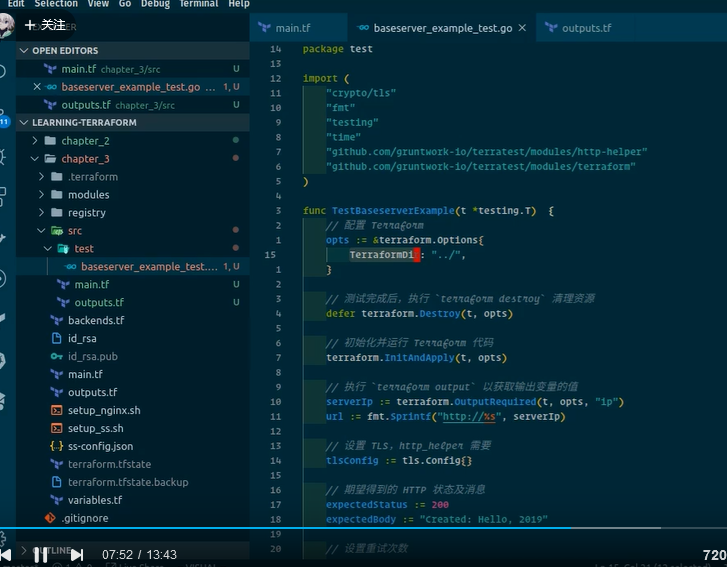 Edit Selection View Go Debug Terminal Help
+ 关注
OPEN EDITORS
main.tf chapter_3/src U
baseserver_example_test.go ... 1, U
outputs.tf chapter_3/src U
11
LEARNING-TERRAFORM
chapter_2
chapter_3
.terraform
modules
registry
src
test
baseserver_example_test.... 1, U
main.tf U
outputs.tf U
backends.tf
id_rsa
id_rsa.pub
main.tf
outputs.tf
setup_nginx.sh
setup_ss.sh
ss-config.json
terraform.tfstate
terraform.tfstate.backup
variables.tf
.gitignore
OUTLINE
main.tf
baseserver_example_test.go
outputs.tf
14 package test
13
12 import (
11 "crypto/tls"
10 "fmt"
9 "testing"
8 "time"
7 "github.com/gruntwork-io/terratest/modules/http-helper"
6 "github.com/gruntwork-io/terratest/modules/terraform"
5 )
4
3 func TestBaseserverExample(t *testing.T) {
2 // 配置 Terraform
1 opts := &terraform.Options{
15 TerraformDir: "../",
1 }
2
3 // 测试完成后，执行 `terraform destroy` 清理资源
4 defer terraform.Destroy(t, opts)
5
6 // 初始化并运行 Terraform 代码
7 terraform.InitAndApply(t, opts)
8
9 // 执行 `terraform output` 以获取输出变量的值
10 serverIp := terraform.OutputRequired(t, opts, "ip")
11 url := fmt.Sprintf("http://%s", serverIp)
12
13 // 设置 TLS，http_helper 需要
14 tlsConfig := tls.Config{}
15
16 // 期望得到的 HTTP 状态及消息
17 expectedStatus := 200
18 expectedBody := "Created: Hello, 2019"
19
20 // 设置重试次数
07:52 / 13:43
720